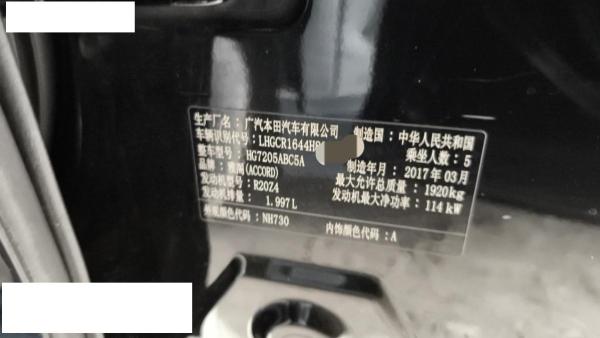 生产厂名：广汽本田汽车有限公司 制造国：中华人民共和国
车辆识别代号：LHGCR1644H 乘坐人数：5
整车型号：HG7205ABC5A 制造年月：2017年03月
品牌：雅阁(ACCORD) 最大允许总质量：1920kg
发动机型号：R20Z4 发动机最大净功率：114kW
发动机排量：1.997L
外观颜色代码：NH730 内饰颜色代码：A